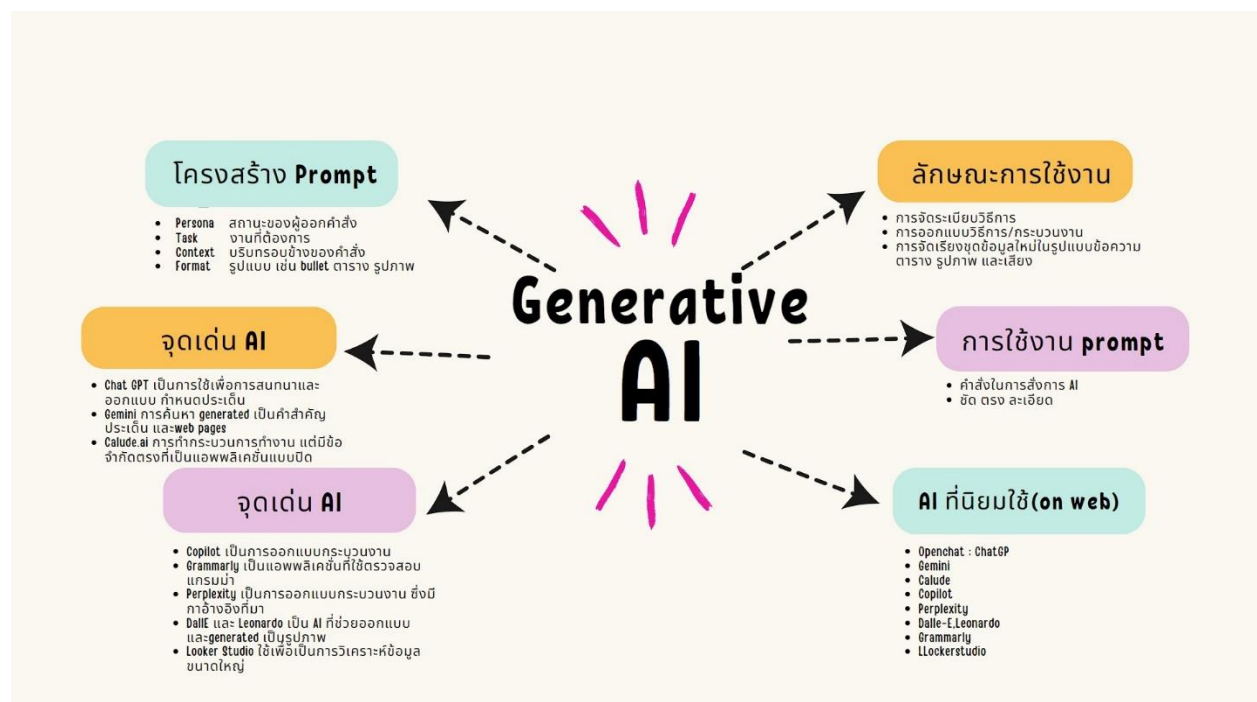 โครงสร้าง Prompt
• Persona สถานะของผู้ออกคำสั่ง
• Task งานที่ต้องการ
• Context บริบทรอบข้างของคำสั่ง
• Format รูปแบบ เช่น bullet ตาราง รูปภาพ
จุดเด่น AI
• Chat GPT เป็นการใช้เพื่อการสนทนาและ
ออกแบบ กำหนดประเด็น
• Gemini การค้นหา generated เป็นคำสำคัญ
ประเด็น และweb pages
• Calude.ai การทำกระบวนการทำงาน แต่มีข้อ
จำกัดตรงที่เป็นแอพพลิเคชั่นแบบปิด
จุดเด่น AI
• Copilot เป็นการออกแบบกระบวนงาน
• Grammarly เป็นแอพพลิเคชั่นที่ใช้ตรวจสอบ
แกรมม่า
• Perplexity เป็นการออกแบบกระบวนงาน ซึ่งมี
กาอ้างอิงที่มา
• DallE และ Leonardo เป็น AI ที่ช่วยออกแบบ
และgenerated เป็นรูปภาพ
• Looker Studio ใช้เพื่อเป็นการวิเคราะห์ข้อมูล
ขนาดใหญ่
Generative
AI
ลักษณะการใช้งาน
• การจัดระเบียบวิธีการ
• การออกแบบวิธีการ/กระบวนงาน
• การจัดเรียงชุดข้อมูลใหม่ในรูปแบบข้อความ
ตาราง รูปภาพ และเสียง
การใช้งาน prompt
• คำสั่งในการสั่งการ AI
• ชัด ตรง ละเอียด
AI ที่นิยมใช้(on web)
• Openchat : ChatGP
• Gemini
• Calude
• Copilot
• Perplexity
• Dalle-E,Leonardo
• Grammarly
• LLockerstudio